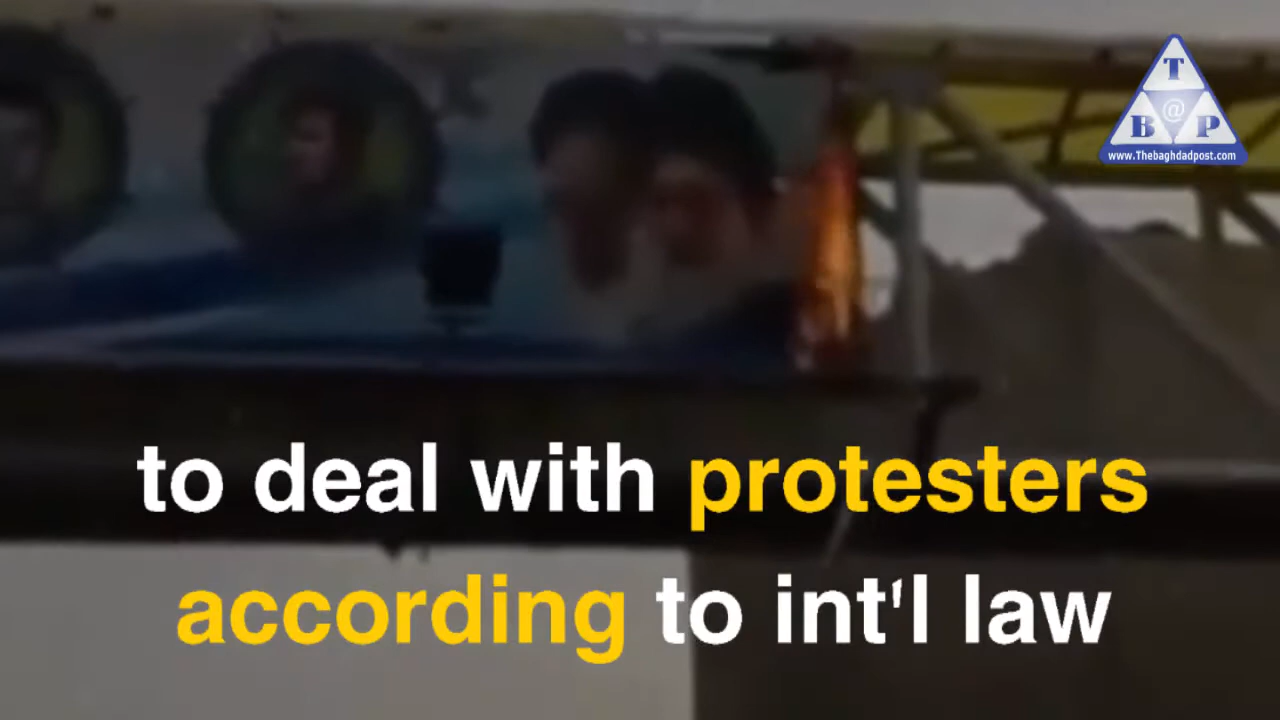 T
@
B P
www.Thebaghdadpost.com
to deal with protesters
according to int'l law